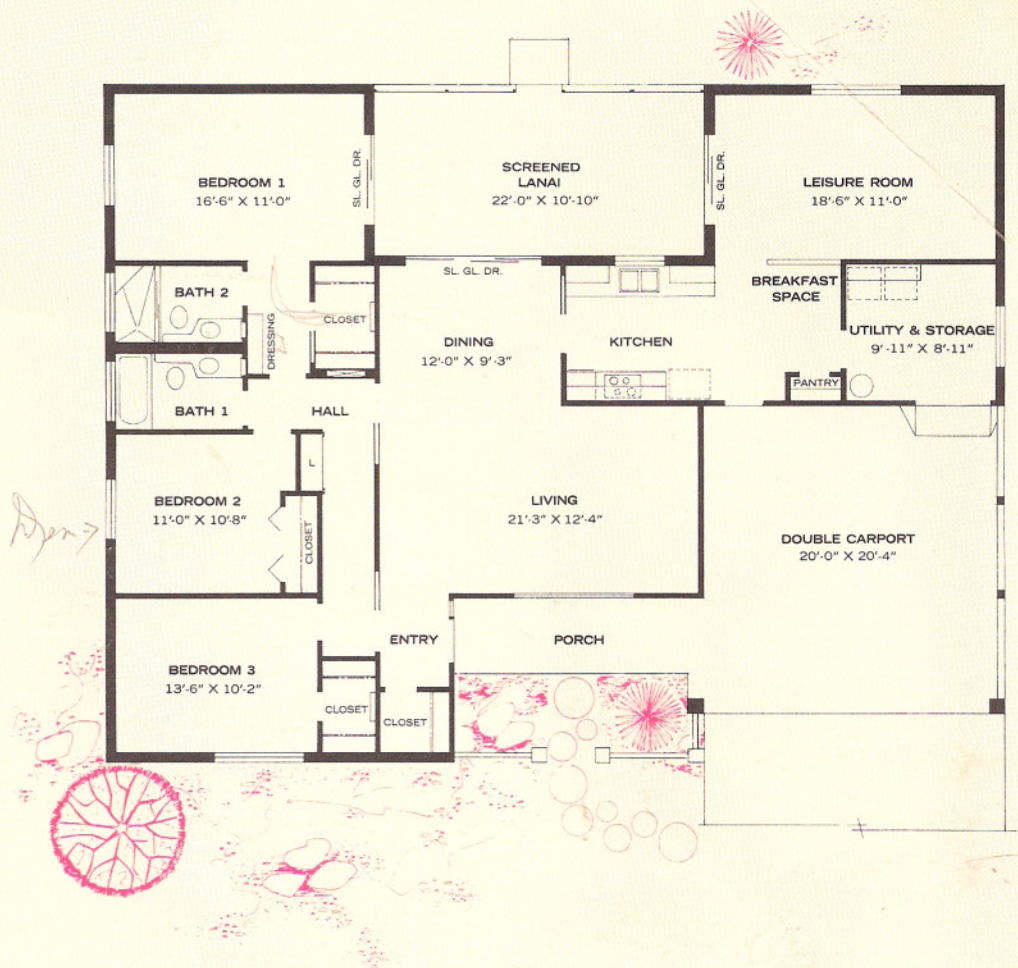 BEDROOM 1
16'-6" X 11'-0"
SL. GL. DR.
SCREENED
LANAI
22'-0" X 10'-10"
SL. GL. DR.
LEISURE ROOM
18'-6" X 11'-0"
BATH 2
DRESSING
CLOSET
SL. GL. DR.
DINING
12'-0" X 9'-3"
KITCHEN
BREAKFAST
SPACE
UTILITY & STORAGE
9'-11" X 8'-11"
PANTRY
BATH 1
HALL
L
BEDROOM 2
11'-0" X 10'-8"
CLOSET
LIVING
21'-3" X 12'-4"
DOUBLE CARPORT
20'-0" X 20'-4"
ENTRY
PORCH
BEDROOM 3
13'-6" X 10'-2"
CLOSET
CLOSET